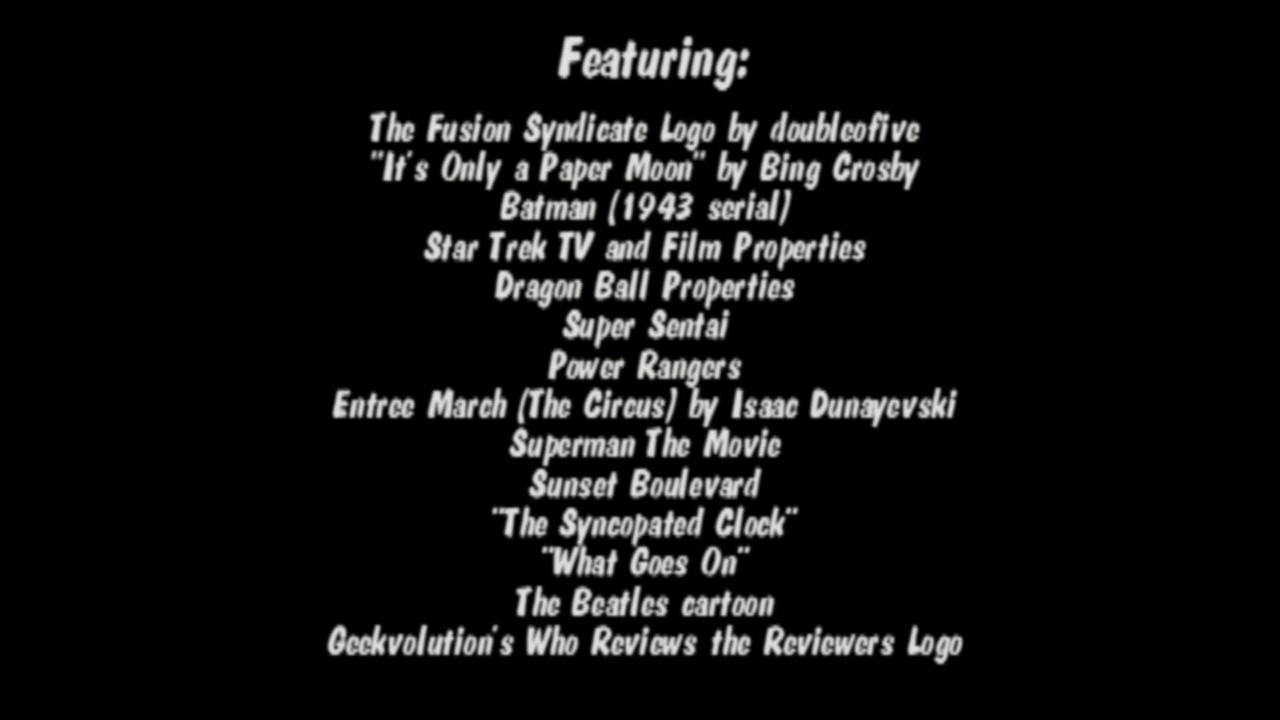 Featuring:
The Fusion Syndicate Logo by doubleofive
"It's Only a Paper Moon" by Bing Crosby
Batman (1943 serial)
Star Trek TV and Film Properties
Dragon Ball Properties
Super Sentai
Power Rangers
Entree March (The Circus) by Isaac Dunayevski
Superman The Movie
Sunset Boulevard
"The Syncopated Clock"
"What Goes On"
The Beatles cartoon
Geekvolution's Who Reviews the Reviewers Logo